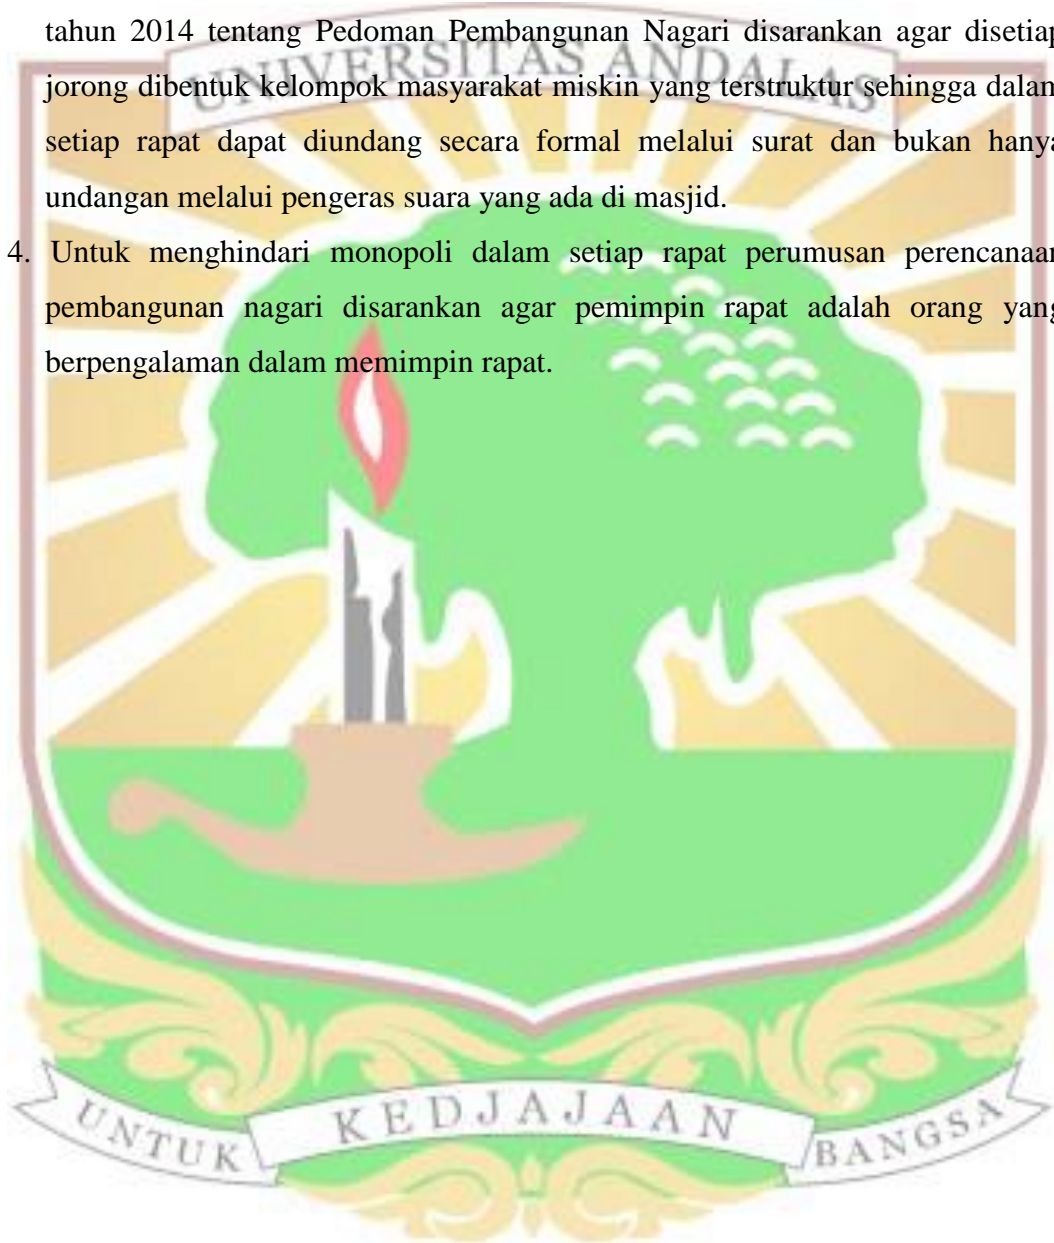 tahun 2014 tentang Pedoman Pembangunan Nagari disarankan agar disetiap
UNIVERSITAS ANDALAS
jorong dibentuk kelompok masyarakat miskin yang terstruktur sehingga dalam
setiap rapat dapat diundang secara formal melalui surat dan bukan hanya
undangan melalui pengeras suara yang ada di masjid.
4. Untuk menghindari monopoli dalam setiap rapat perumusan perencanaan
pembangunan nagari disarankan agar pemimpin rapat adalah orang yang
berpengalaman dalam memimpin rapat.
UNTUK KEDJAJAAN BANGSA